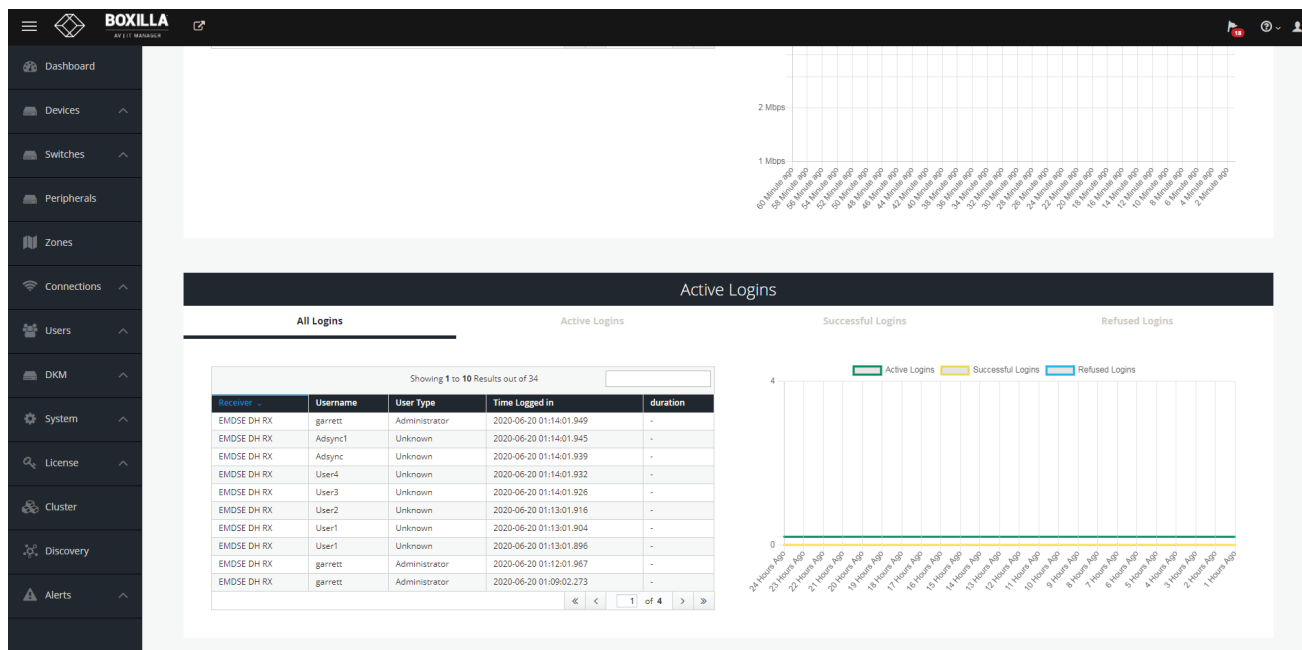 BOXILLA
AV | IT MANAGER
18
Dashboard
Devices
Switches
Peripherals
Zones
Connections
Users
DKM
System
License
Cluster
Discovery
Alerts
2 Mbps
1 Mbps
60 Minute ago
58 Minute ago
56 Minute ago
54 Minute ago
52 Minute ago
50 Minute ago
48 Minute ago
46 Minute ago
44 Minute ago
42 Minute ago
40 Minute ago
38 Minute ago
36 Minute ago
34 Minute ago
32 Minute ago
30 Minute ago
28 Minute ago
26 Minute ago
24 Minute ago
22 Minute ago
20 Minute ago
18 Minute ago
16 Minute ago
14 Minute ago
12 Minute ago
10 Minute ago
8 Minute ago
6 Minute ago
4 Minute ago
2 Minute ago
Active Logins
All Logins Active Logins Successful Logins Refused Logins
Showing 1 to 10 Results out of 34
Receiver Username User Type Time Logged in duration
EMDSE DH RX garrett Administrator 2020-06-20 01:14:01.949 -
EMDSE DH RX Adsync1 Unknown 2020-06-20 01:14:01.945 -
EMDSE DH RX Adsync Unknown 2020-06-20 01:14:01.939 -
EMDSE DH RX User4 Unknown 2020-06-20 01:14:01.932 -
EMDSE DH RX User3 Unknown 2020-06-20 01:14:01.926 -
EMDSE DH RX User2 Unknown 2020-06-20 01:13:01.916 -
EMDSE DH RX User1 Unknown 2020-06-20 01:13:01.904 -
EMDSE DH RX User1 Unknown 2020-06-20 01:13:01.896 -
EMDSE DH RX garrett Administrator 2020-06-20 01:12:01.967 -
EMDSE DH RX garrett Administrator 2020-06-20 01:09:02.273 -
« < 1 of 4 > »
Active Logins Successful Logins Refused Logins
4
0
24 Hours Ago
23 Hours Ago
22 Hours Ago
21 Hours Ago
20 Hours Ago
19 Hours Ago
18 Hours Ago
17 Hours Ago
16 Hours Ago
15 Hours Ago
14 Hours Ago
13 Hours Ago
12 Hours Ago
11 Hours Ago
10 Hours Ago
9 Hours Ago
8 Hours Ago
7 Hours Ago
6 Hours Ago
5 Hours Ago
4 Hours Ago
3 Hours Ago
2 Hours Ago
1 Hours Ago